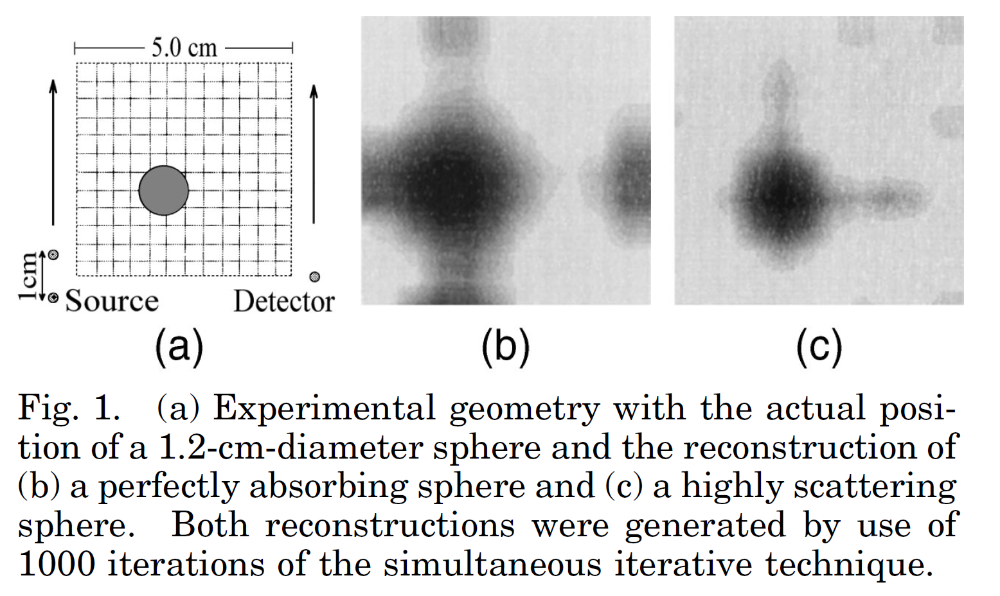 5.0 cm
1cm
Source
Detector
(a)
(b)
(c)
Fig. 1. (a) Experimental geometry with the actual posi-
tion of a 1.2-cm-diameter sphere and the reconstruction of
(b) a perfectly absorbing sphere and (c) a highly scattering
sphere. Both reconstructions were generated by use of
1000 iterations of the simultaneous iterative technique.